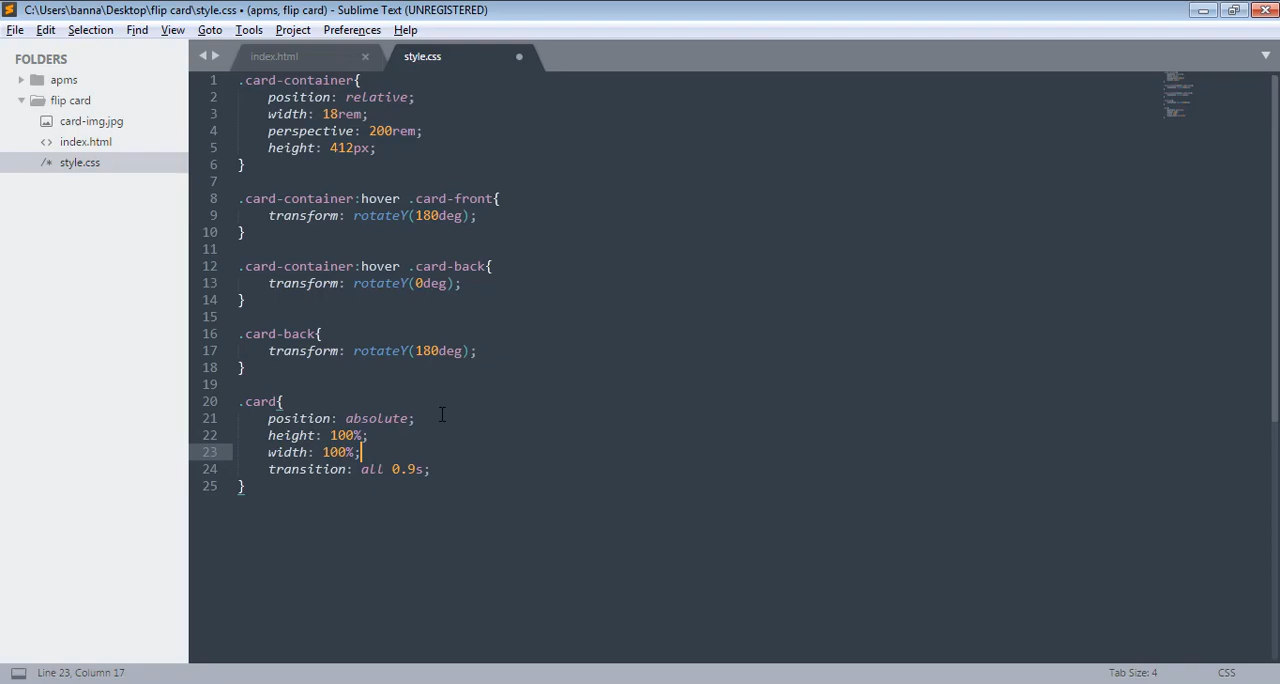 C:\Users\banna\Desktop\flip card\style.css • (apms, flip card) - Sublime Text (UNREGISTERED)
File Edit Selection Find View Goto Tools Project Preferences Help
FOLDERS
apms
flip card
card-img.jpg
<> index.html
/* style.css
index.html × style.css
1 .card-container{
2 position: relative;
3 width: 18rem;
4 perspective: 200rem;
5 height: 412px;
6 }
7
8 .card-container:hover .card-front{
9 transform: rotateY(180deg);
10 }
11
12 .card-container:hover .card-back{
13 transform: rotateY(0deg);
14 }
15
16 .card-back{
17 transform: rotateY(180deg);
18 }
19
20 .card{
21 position: absolute;
22 height: 100%;
23 width: 100%;
24 transition: all 0.9s;
25 }
Line 23, Column 17
Tab Size: 4
CSS